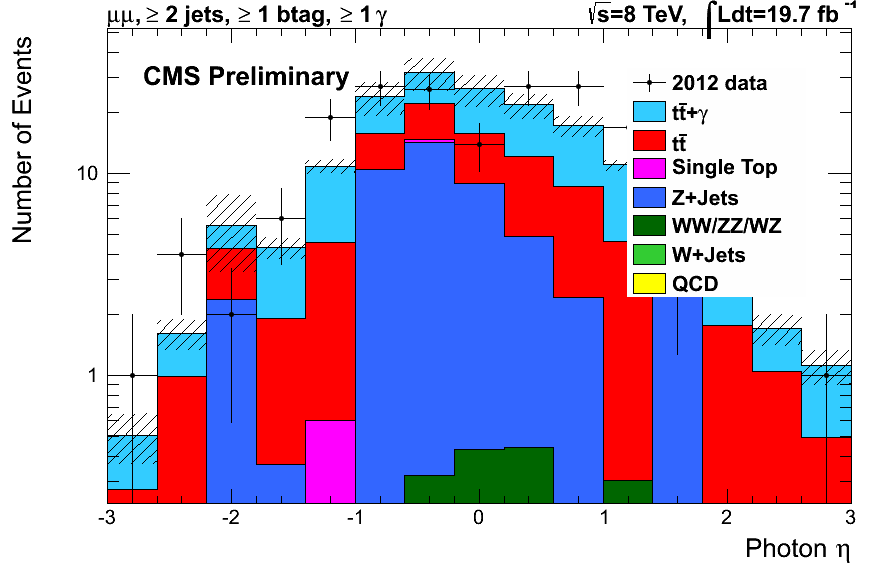 μμ, ≥ 2 jets, ≥ 1 btag, ≥ 1 γ
√s=8 TeV, ∫Ldt=19.7 fb⁻¹
CMS Preliminary
2012 data
tt̄+γ
tt̄
Single Top
Z+Jets
WW/ZZ/WZ
W+Jets
QCD
Number of Events
10
1
-3 -2 -1 0 1 2 3
Photon η